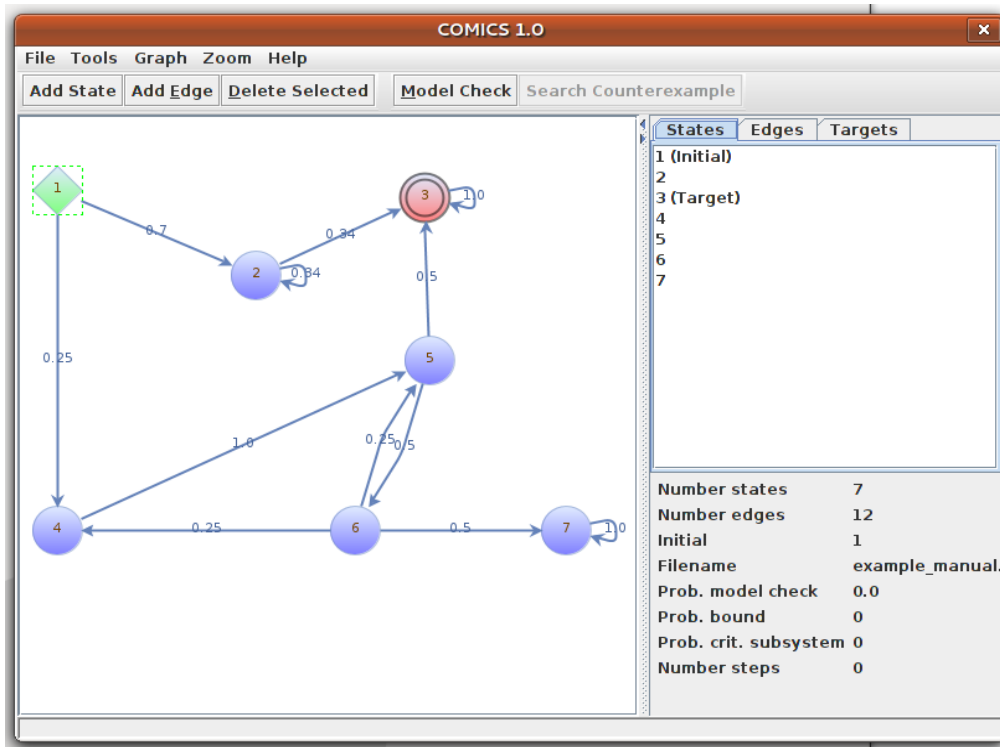 COMICS 1.0
File Tools Graph Zoom Help
Add State Add Edge Delete Selected Model Check Search Counterexample
States Edges Targets
1 (Initial)
2
3 (Target)
4
5
6
7
1
3
1.0
0.7
0.34
2
0.34
0.5
0.25
5
1.0
0.25
0.5
4
0.25
6
0.5
7
1.0
Number states 7
Number edges 12
Initial 1
Filename example_manual.
Prob. model check 0.0
Prob. bound 0
Prob. crit. subsystem 0
Number steps 0